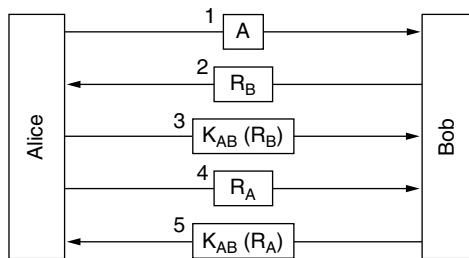 1
A
2
R_B
3
K_AB (R_B)
4
R_A
5
K_AB (R_A)
Alice
Bob